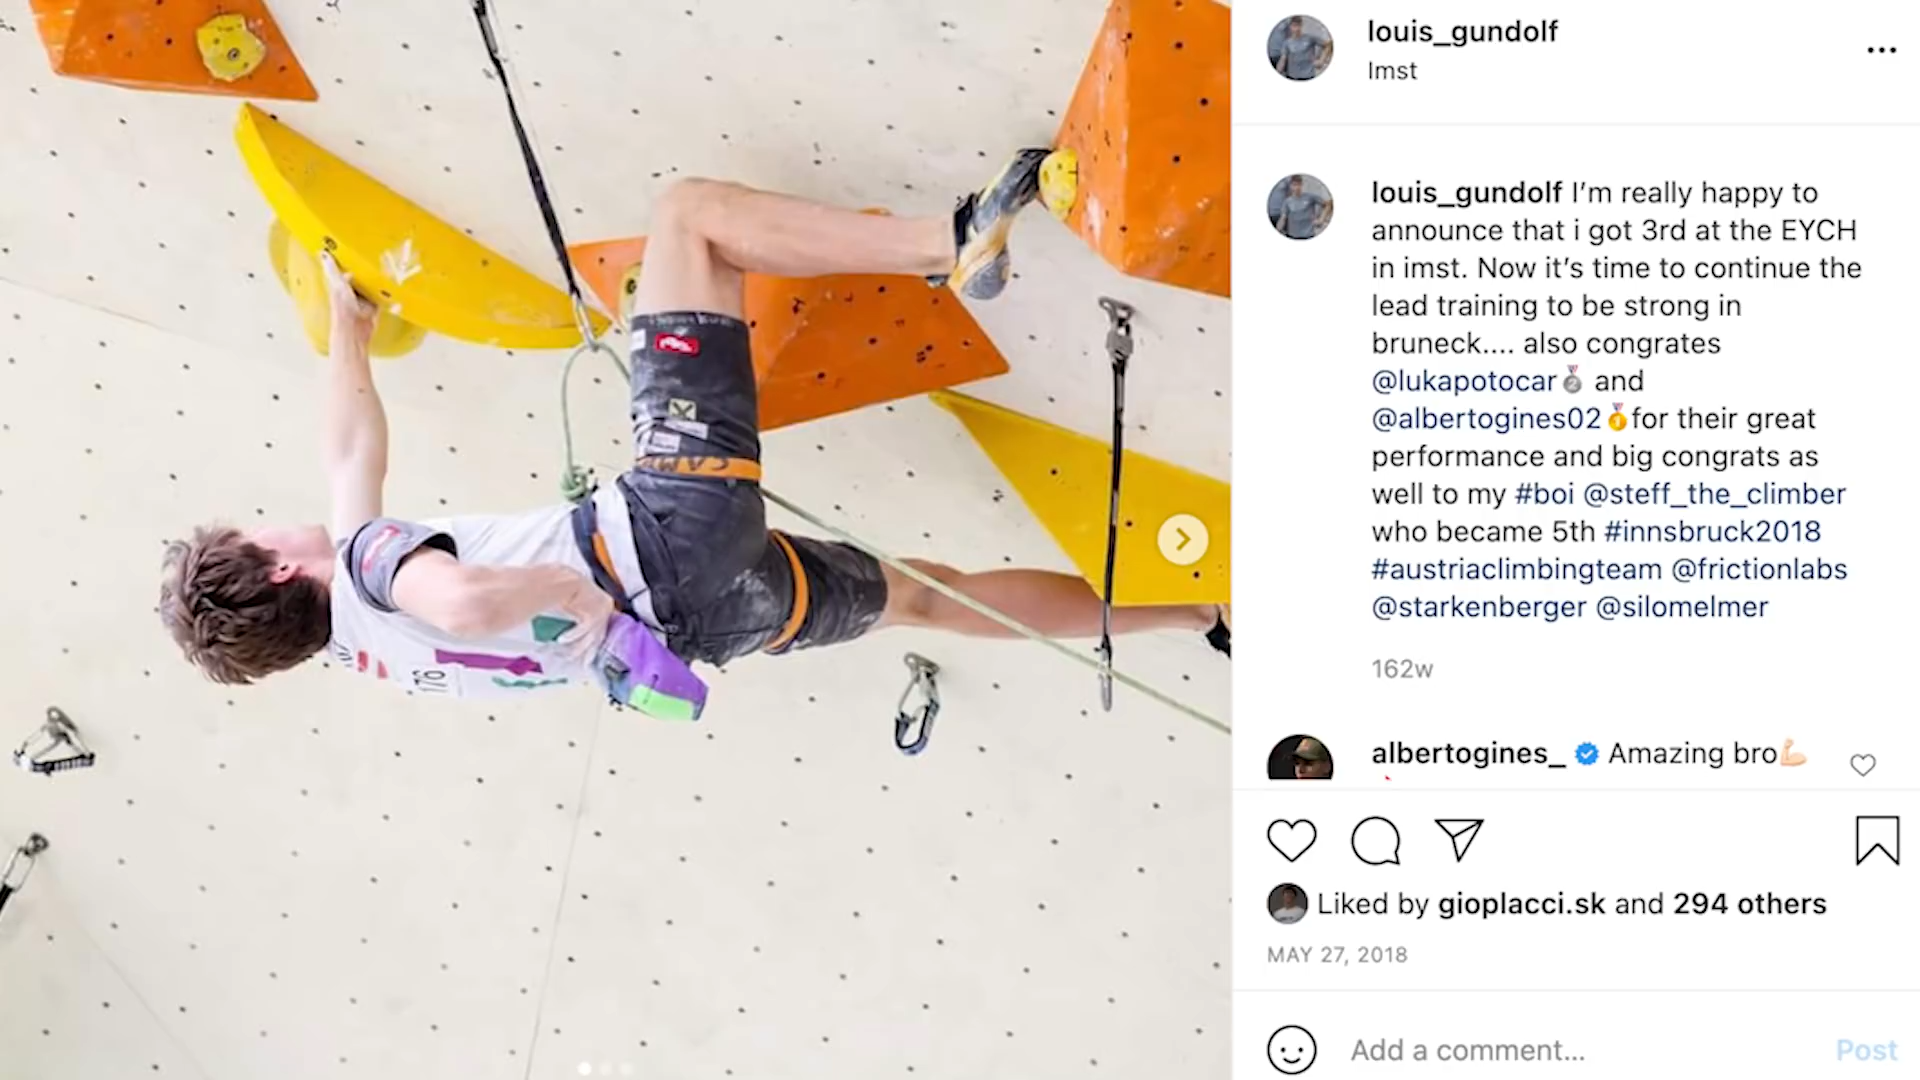 louis_gundolf
Imst
louis_gundolf I’m really happy to
announce that i got 3rd at the EYCH
in imst. Now it’s time to continue the
lead training to be strong in
bruneck.... also congrates
@lukapotocar🥈 and
@albertogines02🥇for their great
performance and big congrats as
well to my #boi @steff_the_climber
who became 5th #innsbruck2018
#austriaclimbingteam @frictionlabs
@starkenberger @silomelmer
162w
albertogines_ Amazing bro💪🏻
Liked by gioplacci.sk and 294 others
MAY 27, 2018
Add a comment...
Post
176